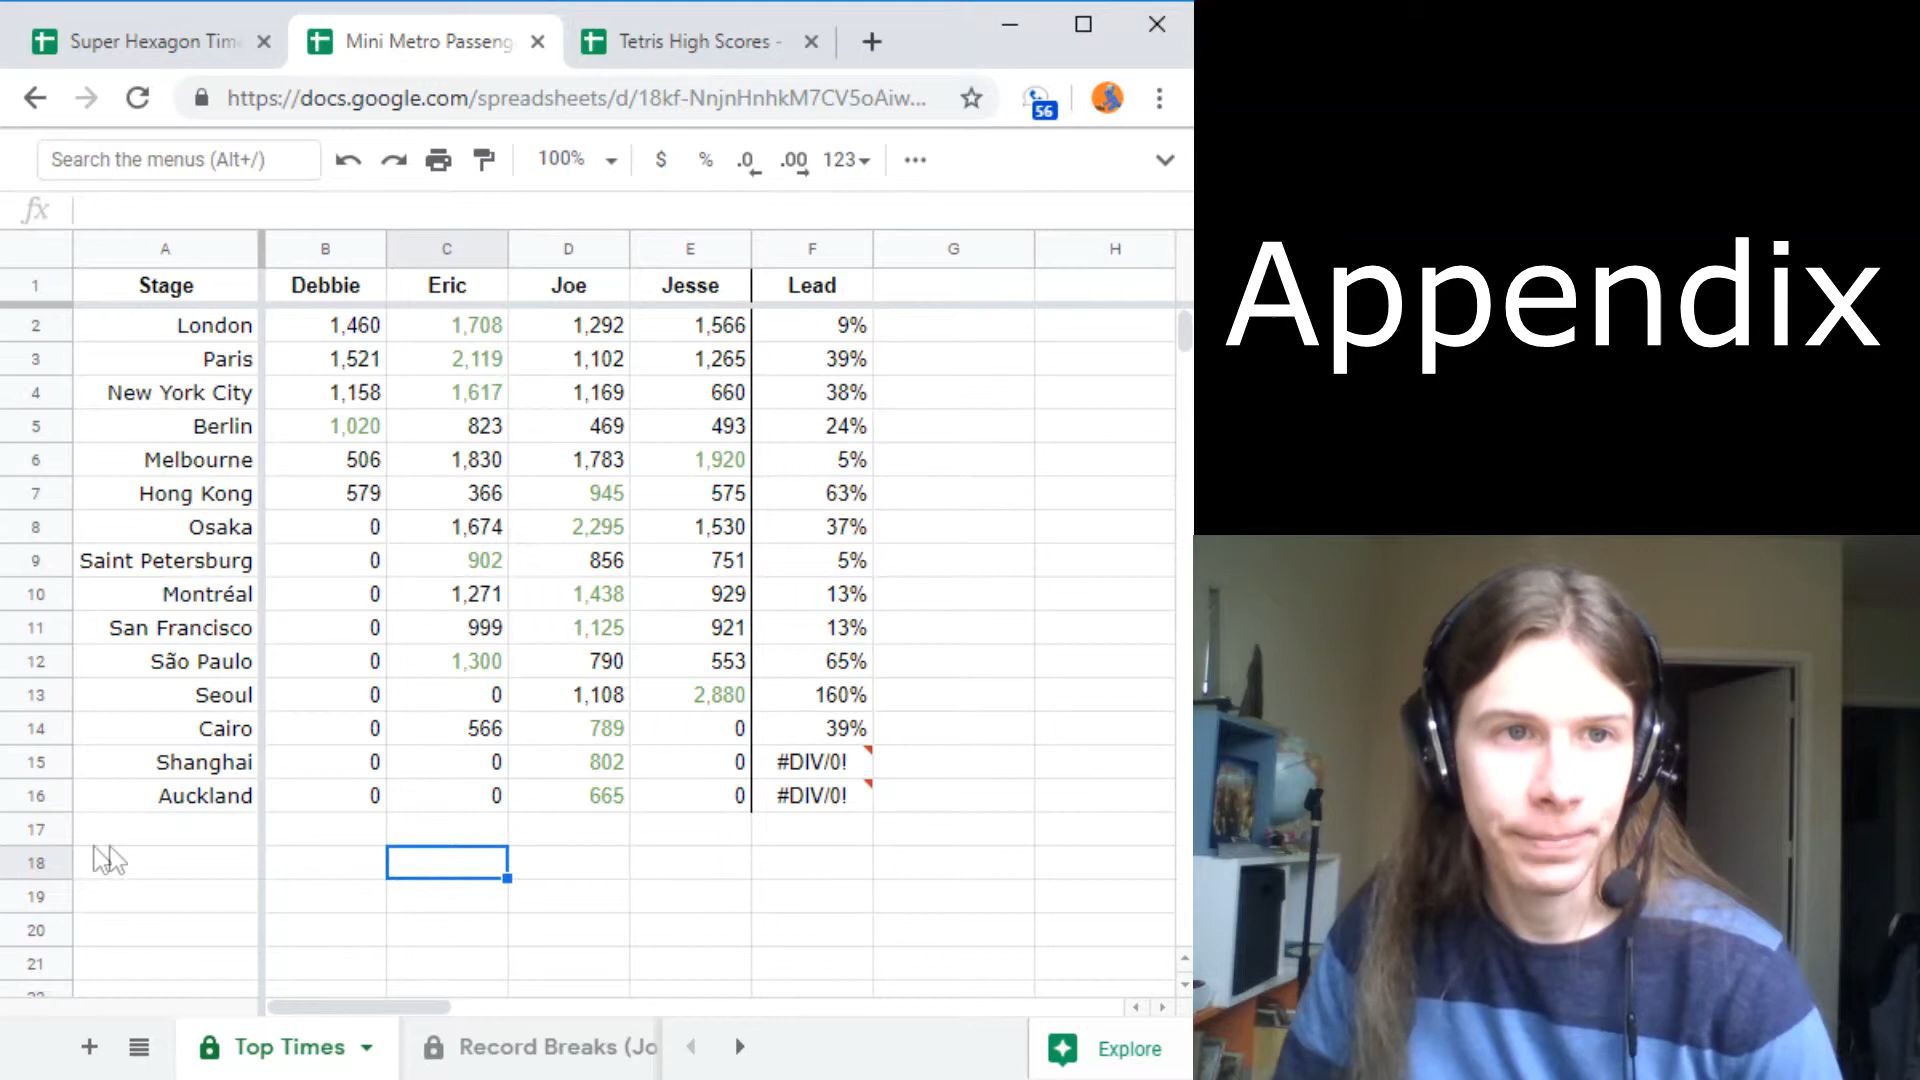 Super Hexagon Tim
Mini Metro Passeng
Tetris High Scores -
https://docs.google.com/spreadsheets/d/18kf-NnjnHnhkM7CV5oAiw...
56
Search the menus (Alt+/)
100%
$
%
.0
.00
123
fx
A B C D E F G H
1 Stage Debbie Eric Joe Jesse Lead
2 London 1,460 1,708 1,292 1,566 9%
3 Paris 1,521 2,119 1,102 1,265 39%
4 New York City 1,158 1,617 1,169 660 38%
5 Berlin 1,020 823 469 493 24%
6 Melbourne 506 1,830 1,783 1,920 5%
7 Hong Kong 579 366 945 575 63%
8 Osaka 0 1,674 2,295 1,530 37%
9 Saint Petersburg 0 902 856 751 5%
10 Montréal 0 1,271 1,438 929 13%
11 San Francisco 0 999 1,125 921 13%
12 São Paulo 0 1,300 790 553 65%
13 Seoul 0 0 1,108 2,880 160%
14 Cairo 0 566 789 0 39%
15 Shanghai 0 0 802 0 #DIV/0!
16 Auckland 0 0 665 0 #DIV/0!
17
18
19
20
21
Top Times
Record Breaks (Jo
Explore
Appendix